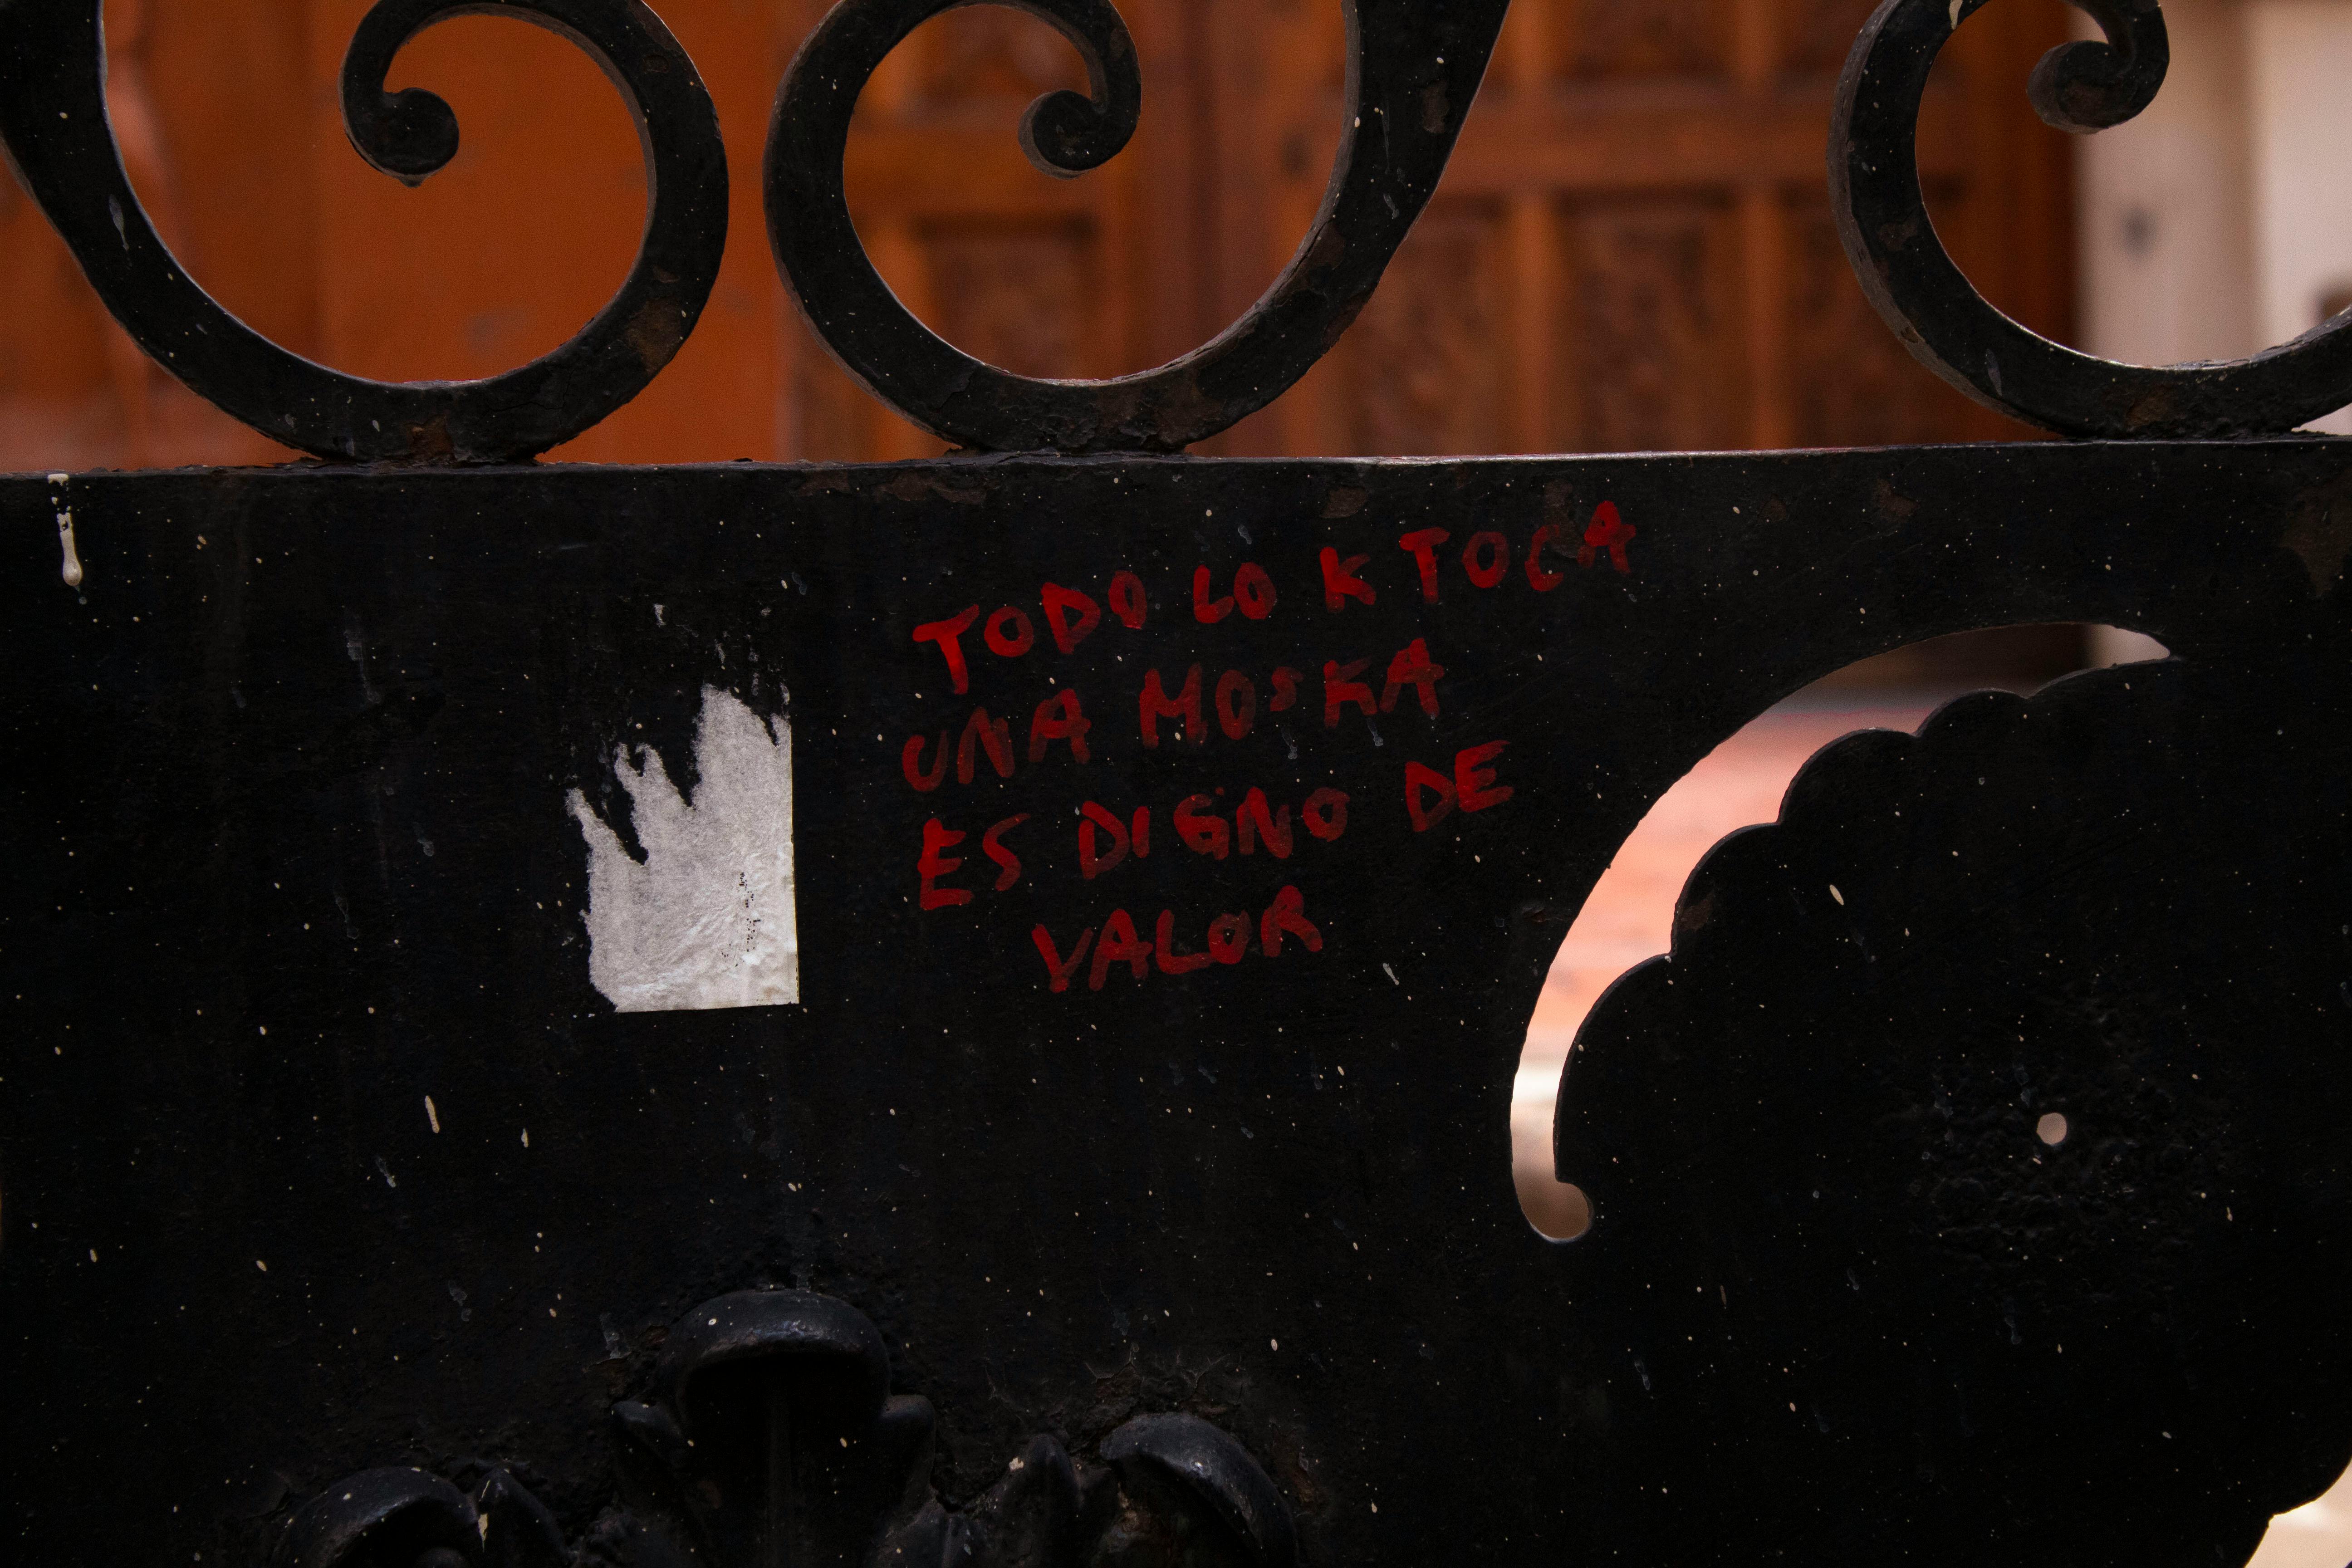 TODO LO K TOCA
UNA MOSKA
ES DIGNO DE
VALOR